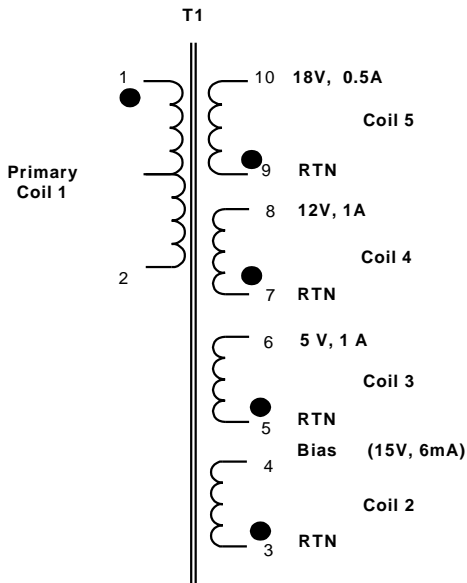 T1
1
10 18V, 0.5A
Coil 5
Primary
Coil 1
9 RTN
8 12V, 1A
Coil 4
2
7 RTN
6 5 V, 1 A
Coil 3
5 RTN
4 Bias (15V, 6mA)
Coil 2
3 RTN